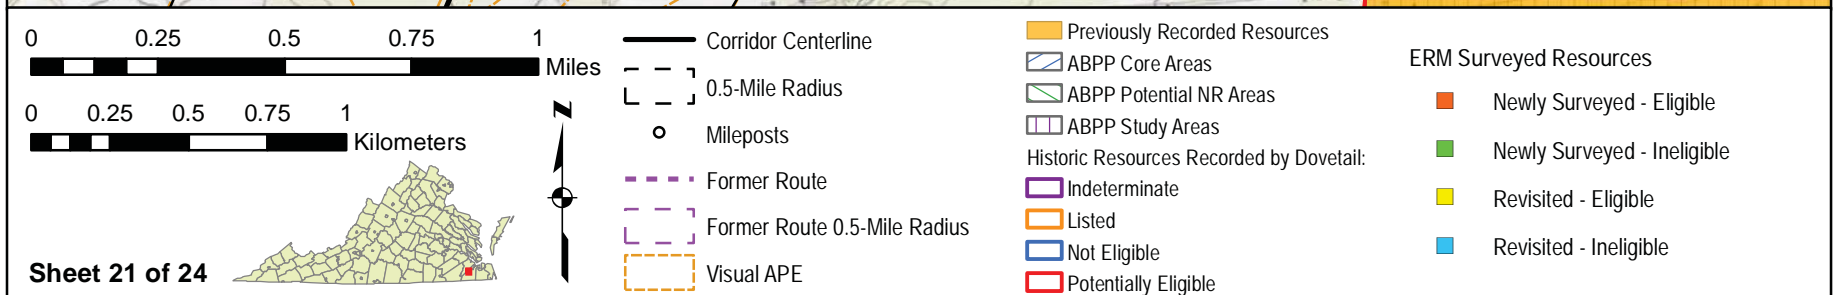 0 0.25 0.5 0.75 1
Miles
0 0.25 0.5 0.75 1
Kilometers
Sheet 21 of 24
N
Corridor Centerline
0.5-Mile Radius
Mileposts
Former Route
Former Route 0.5-Mile Radius
Visual APE
Previously Recorded Resources
ABPP Core Areas
ABPP Potential NR Areas
ABPP Study Areas
Historic Resources Recorded by Dovetail:
Indeterminate
Listed
Not Eligible
Potentially Eligible
ERM Surveyed Resources
Newly Surveyed - Eligible
Newly Surveyed - Ineligible
Revisited - Eligible
Revisited - Ineligible